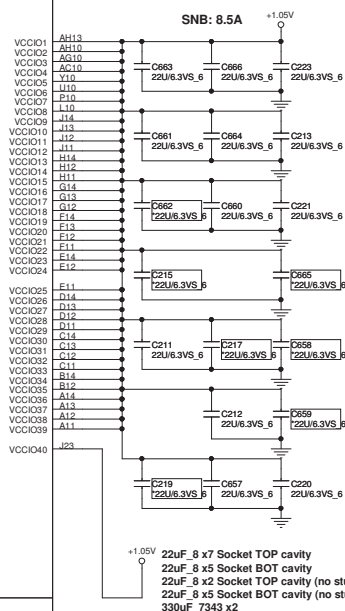 SNB: 8.5A
+1.05V
VCCIO1 AH13
VCCIO2 AH10
VCCIO3 AG10
VCCIO4 AC10
VCCIO5 Y10
VCCIO6 U10
VCCIO7 P10
VCCIO8 L10
VCCIO9 J14
VCCIO10 J13
VCCIO11 J12
VCCIO12 J11
VCCIO13 H14
VCCIO14 H12
VCCIO15 H11
VCCIO16 G14
VCCIO17 G13
VCCIO18 G12
VCCIO19 F14
VCCIO20 F13
VCCIO21 F12
VCCIO22 F11
VCCIO23 E14
VCCIO24 E12
VCCIO25 E11
VCCIO26 D14
VCCIO27 D13
VCCIO28 D12
VCCIO29 D11
VCCIO30 C14
VCCIO31 C13
VCCIO32 C12
VCCIO33 C11
VCCIO34 B14
VCCIO35 B12
VCCIO36 A14
VCCIO37 A13
VCCIO38 A12
VCCIO39 A11
VCCIO40 J23
C663 C666 C223
22U/6.3VS_6 22U/6.3VS_6 22U/6.3VS_6
C661 C664 C213
22U/6.3VS_6 22U/6.3VS_6 22U/6.3VS_6
C662 C660 C221
*22U/6.3VS_6 22U/6.3VS_6 22U/6.3VS_6
C215 C665
*22U/6.3VS_6 *22U/6.3VS_6
C211 C217 C658
22U/6.3VS_6 *22U/6.3VS_6 *22U/6.3VS_6
C212 C659
22U/6.3VS_6 *22U/6.3VS_6
C219 C657 C220
*22U/6.3VS_6 22U/6.3VS_6 22U/6.3VS_6
+1.05V
22uF_8 x7 Socket TOP cavity
22uF_8 x5 Socket BOT cavity
22uF_8 x2 Socket TOP cavity (no
22uF_8 x5 Socket BOT cavity (no
330uF_7343 x2